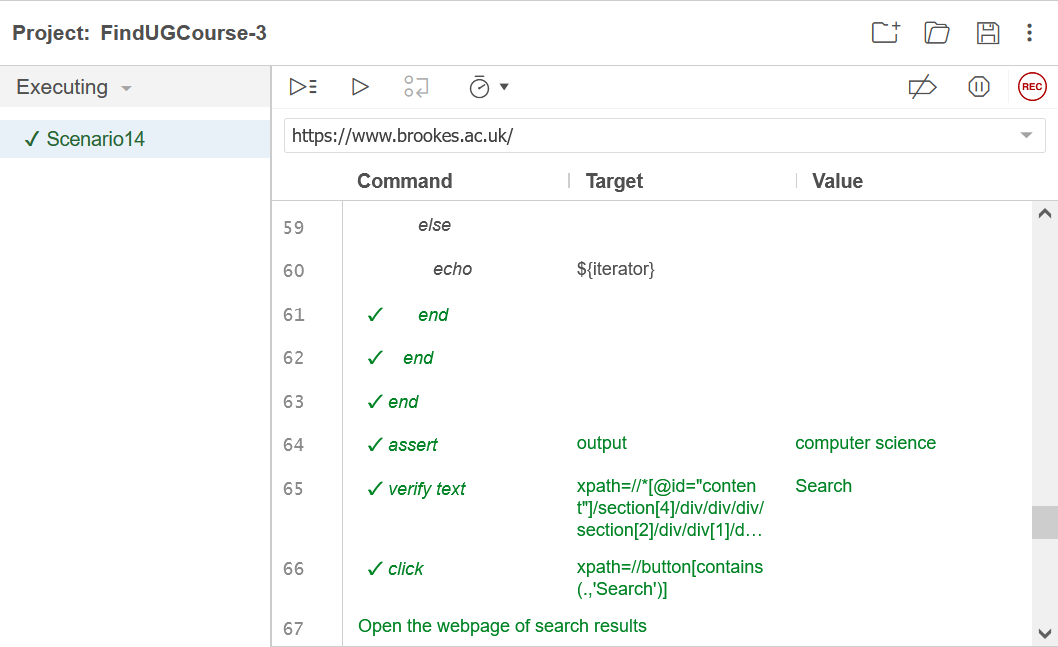 Project: FindUGCourse-3
Executing
REC
✓ Scenario14
https://www.brookes.ac.uk/
Command Target Value
59 else
60 echo ${iterator}
61 ✓ end
62 ✓ end
63 ✓ end
64 ✓ assert output computer science
65 ✓ verify text xpath=//*[@id="conten Search
t"]/section[4]/div/div/div/
section[2]/div/div[1]/d…
66 ✓ click xpath=//button[contains
(.,'Search')]
67 Open the webpage of search results